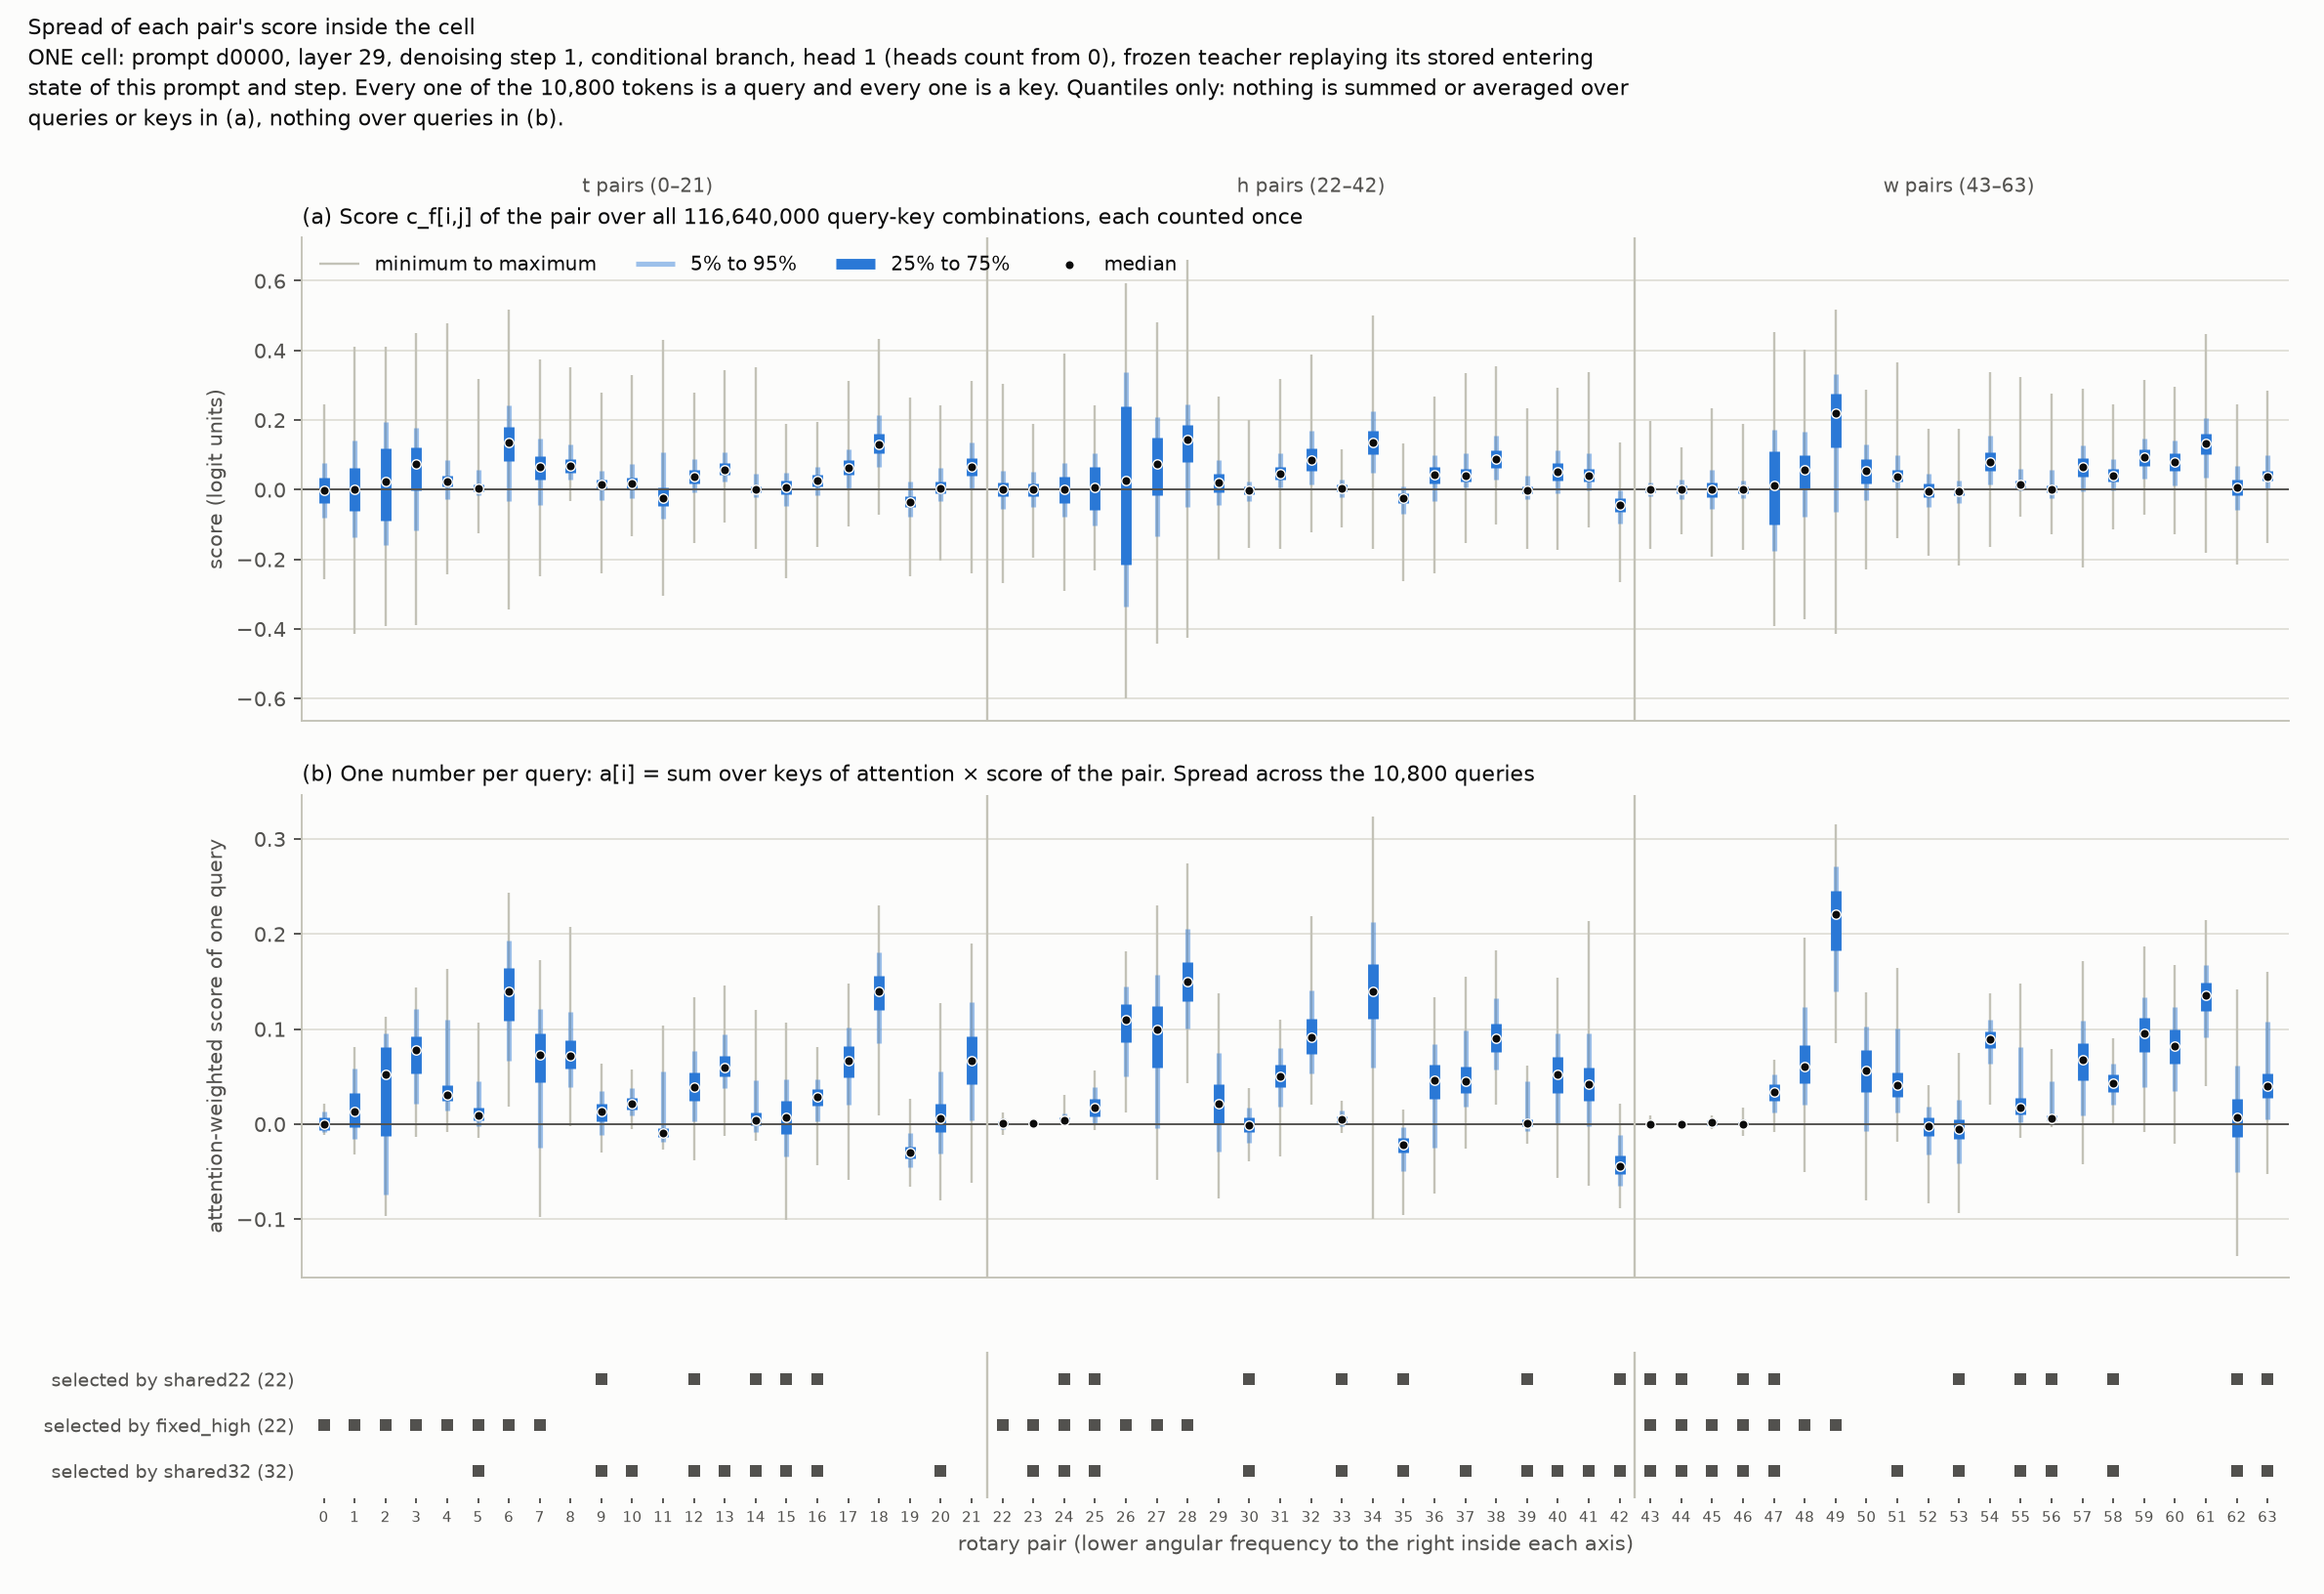 Spread of each pair's score inside the cell
ONE cell: prompt d0000, layer 29, denoising step 1, conditional branch, head 1 (heads count from 0), frozen teacher replaying its stored entering
state of this prompt and step. Every one of the 10,800 tokens is a query and every one is a key. Quantiles only: nothing is summed or averaged over
queries or keys in (a), nothing over queries in (b).
t pairs (0–21) h pairs (22–42) w pairs (43–63)
(a) Score c_f[i,j] of the pair over all 116,640,000 query-key combinations, each counted once
minimum to maximum 5% to 95% 25% to 75% median
score (logit units)
0.6
0.4
0.2
0.0
−0.2
−0.4
−0.6
(b) One number per query: a[i] = sum over keys of attention × score of the pair. Spread across the 10,800 queries
attention-weighted score of one query
0.3
0.2
0.1
0.0
−0.1
selected by shared22 (22)
selected by fixed_high (22)
selected by shared32 (32)
0 1 2 3 4 5 6 7 8 9 10 11 12 13 14 15 16 17 18 19 20 21 22 23 24 25 26 27 28 29 30 31 32 33 34 35 36 37 38 39 40 41 42 43 44 45 46 47 48 49 50 51 52 53 54 55 56 57 58 59 60 61 62 63
rotary pair (lower angular frequency to the right inside each axis)